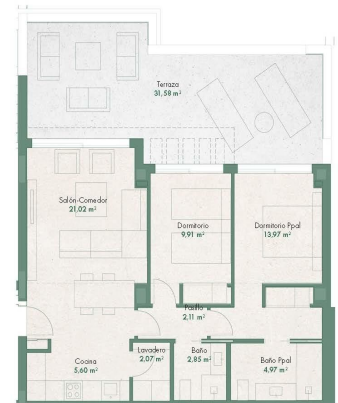 Terraza
31,58 m²
Salón-Comedor
21,02 m²
Dormitorio
9,91 m²
Dormitorio Ppal
13,97 m²
Pasillo
2,11 m²
Cocina
5,60 m²
Lavadero
2,07 m²
Baño
2,85 m²
Baño Ppal
4,97 m²